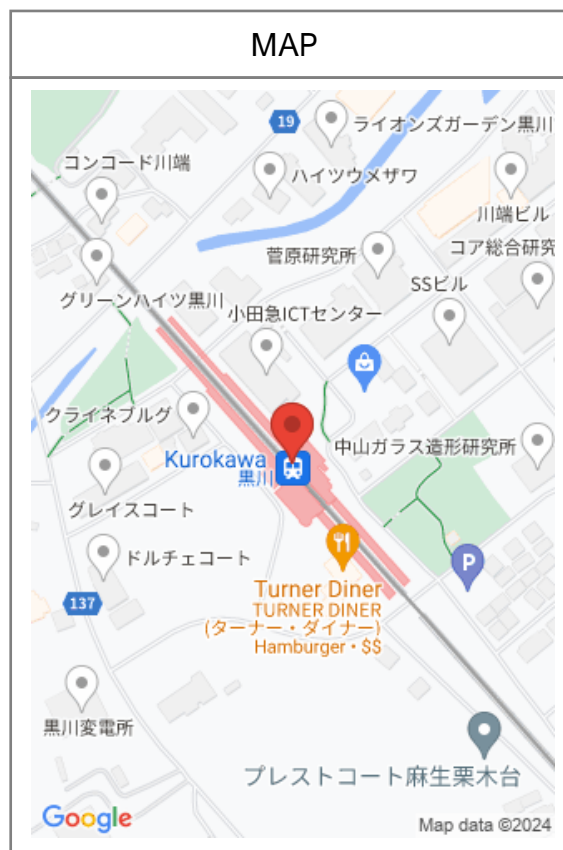 MAP
19
ライオンズガーデン黒川
コンコード川端
ハイツウメザワ
川端ビル
菅原研究所
コア総合研究
グリーンハイツ黒川
SSビル
小田急ICTセンター
クライネブルグ
中山ガラス造形研究所
Kurokawa
黒川
グレイスコート
ドルチェコート
P
Turner Diner
TURNER DINER
(ターナー・ダイナー)
Hamburger・$$
137
黒川変電所
プレストコート麻生栗木台
Google
Map data ©2024